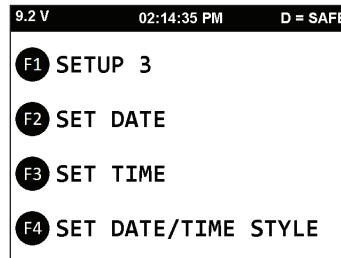 9.2 V 02:14:35 PM D = SAFE
F1 SETUP 3
F2 SET DATE
F3 SET TIME
F4 SET DATE/TIME STYLE